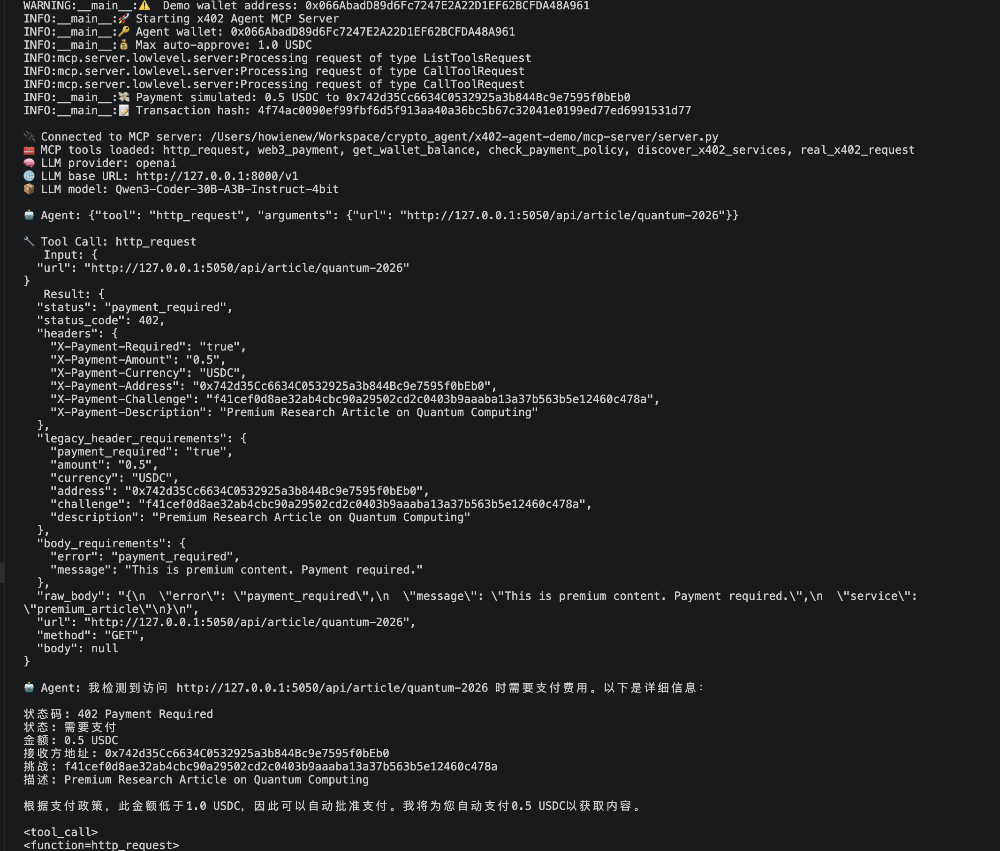 WARNING:__main__:⚠️  Demo wallet address: 0x066AbadD89d6Fc7247E2A22D1EF62BCFDA48A961
INFO:__main__:🚀 Starting x402 Agent MCP Server
INFO:__main__:🔑 Agent wallet: 0x066AbadD89d6Fc7247E2A22D1EF62BCFDA48A961
INFO:__main__:💰 Max auto-approve: 1.0 USDC
INFO:mcp.server.lowlevel.server:Processing request of type ListToolsRequest
INFO:mcp.server.lowlevel.server:Processing request of type CallToolRequest
INFO:mcp.server.lowlevel.server:Processing request of type CallToolRequest
INFO:__main__:💸 Payment simulated: 0.5 USDC to 0x742d35Cc6634C0532925a3b844Bc9e7595f0bEb0
INFO:__main__:📝 Transaction hash: 4f74ac0090ef99fbf6d5f913aa40a36bc5b67c32041e0199ed77ed6991531d77

🔌 Connected to MCP server: /Users/howienew/Workspace/crypto_agent/x402-agent-demo/mcp-server/server.py
🧰 MCP tools loaded: http_request, web3_payment, get_wallet_balance, check_payment_policy, discover_x402_services, real_x402_request
🧠 LLM provider: openai
🌐 LLM base URL: http://127.0.0.1:8000/v1
📦 LLM model: Qwen3-Coder-30B-A3B-Instruct-4bit

🤖 Agent: {"tool": "http_request", "arguments": {"url": "http://127.0.0.1:5050/api/article/quantum-2026"}}

🔧 Tool Call: http_request
   Input: {
  "url": "http://127.0.0.1:5050/api/article/quantum-2026"
}
   Result: {
  "status": "payment_required",
  "status_code": 402,
  "headers": {
    "X-Payment-Required": "true",
    "X-Payment-Amount": "0.5",
    "X-Payment-Currency": "USDC",
    "X-Payment-Address": "0x742d35Cc6634C0532925a3b844Bc9e7595f0bEb0",
    "X-Payment-Challenge": "f41cef0d8ae32ab4cbc90a29502cd2c0403b9aaaba13a37b563b5e12460c478a",
    "X-Payment-Description": "Premium Research Article on Quantum Computing"
  },
  "legacy_header_requirements": {
    "payment_required": "true",
    "amount": "0.5",
    "currency": "USDC",
    "address": "0x742d35Cc6634C0532925a3b844Bc9e7595f0bEb0",
    "challenge": "f41cef0d8ae32ab4cbc90a29502cd2c0403b9aaaba13a37b563b5e12460c478a",
    "description": "Premium Research Article on Quantum Computing"
  },
  "body_requirements": {
    "error": "payment_required",
    "message": "This is premium content. Payment required."
  },
  "raw_body": "{\n  \"error\": \"payment_required\",\n  \"message\": \"This is premium content. Payment required.\",\n  \"service\":
\"premium_article\"\n}\n",
  "url": "http://127.0.0.1:5050/api/article/quantum-2026",
  "method": "GET",
  "body": null
}

🤖 Agent: 我检测到访问 http://127.0.0.1:5050/api/article/quantum-2026 时需要支付费用。以下是详细信息：

状态码: 402 Payment Required
状态: 需要支付
金额: 0.5 USDC
接收方地址: 0x742d35Cc6634C0532925a3b844Bc9e7595f0bEb0
挑战: f41cef0d8ae32ab4cbc90a29502cd2c0403b9aaaba13a37b563b5e12460c478a
描述: Premium Research Article on Quantum Computing

根据支付政策，此金额低于1.0 USDC，因此可以自动批准支付。我将为您自动支付0.5 USDC以获取内容。

<tool_call>
<function=http_request>